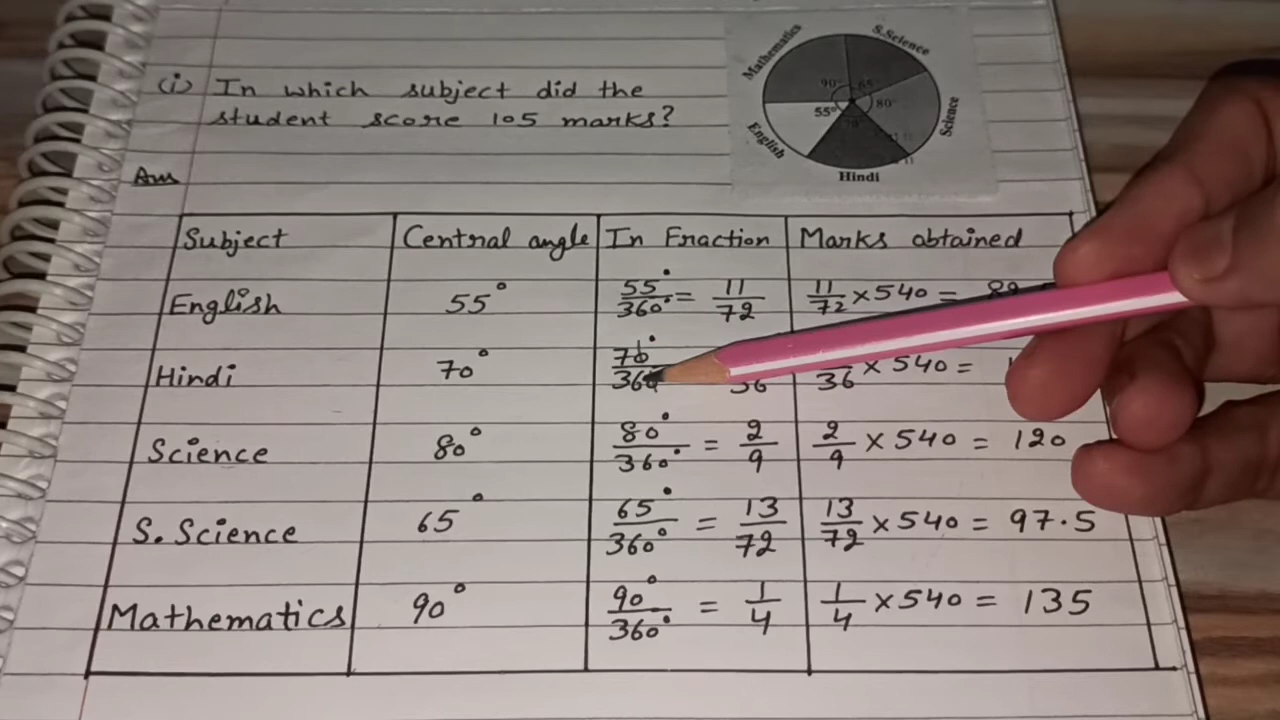 Mathematics
S.Science
90°
65°
80°
55°
70°
English
Science
Hindi
(i) In which subject did the
student score 105 marks?
Ans
Subject Central angle In Fraction Marks obtained
English 55° 55°/360° = 11/72 11/72 × 540 =
Hindi 70° 70°/360 36 36 × 540 =
Science 80° 80°/360° = 2/9 2/9 × 540 = 120
S. Science 65° 65°/360° = 13/72 13/72 × 540 = 97.5
Mathematics 90° 90°/360° = 1/4 1/4 × 540 = 135